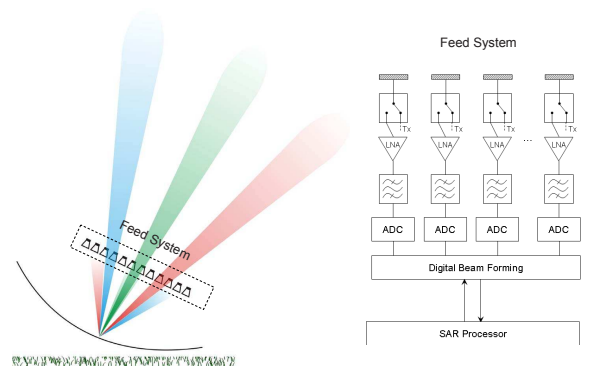 Feed System
Feed System
Tx Tx Tx Tx
LNA LNA LNA ... LNA
ADC ADC ADC ADC
Digital Beam Forming
SAR Processor